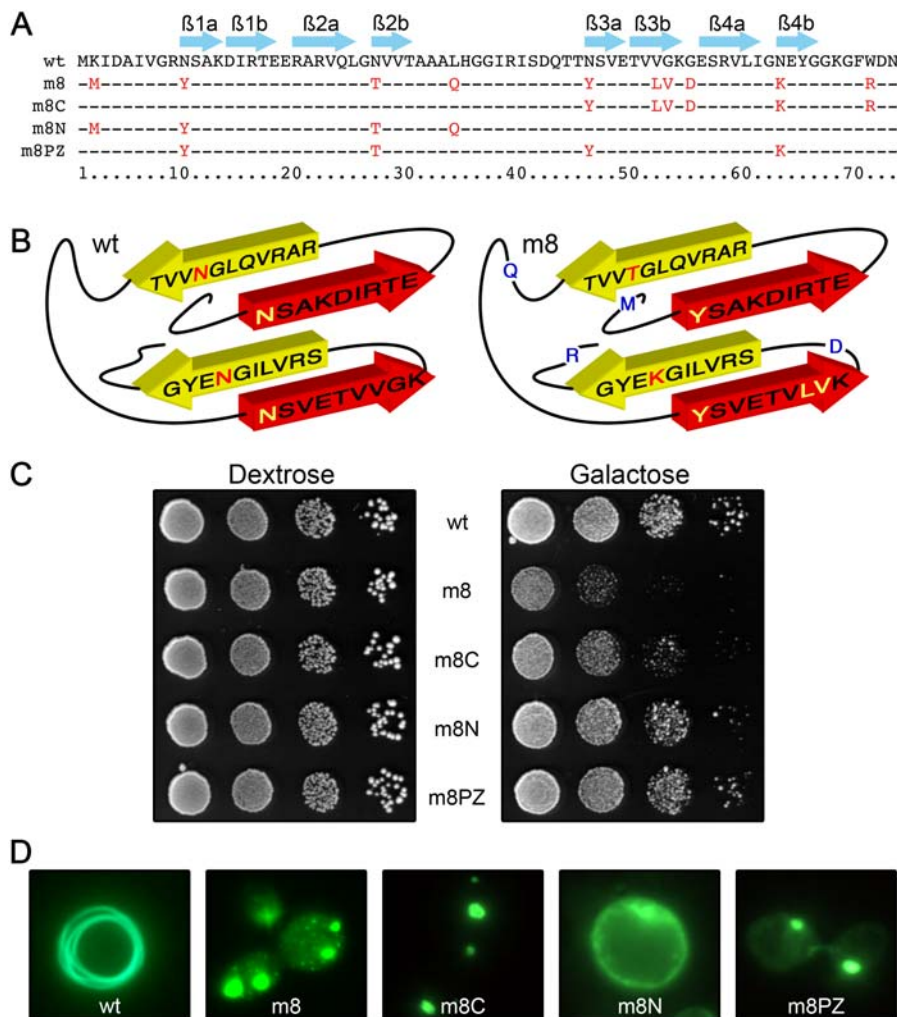 A
ß1a ß1b ß2a ß2b ß3a ß3b ß4a ß4b
wt MKIDAIVGRNSAKDIRTEERARVQLGNVVTAAALHGGIRISDQTTNSVETVVGKGESRVLIGNEYGGKGFWDN
m8 -M-------Y----------------T------Q-----------Y-----LV-D-------K-------R--
m8C ---------------------------------------------Y-----LV-D-------K-------R--
m8N -M-------Y----------------T------Q---------------------------------------
m8PZ ---------Y----------------T------------------Y----------------K----------
1.......10........20........30........40........50........60........70...
B
wt
TVVNGLQVRAR
NSAKDIRTE
GYENGILVRS
NSVETVVGK
m8
Q
TVVTGLQVRAR
M
YSAKDIRTE
R
D
GYEKGILVRS
YSVETVLVK
C
Dextrose
Galactose
wt
m8
m8C
m8N
m8PZ
D
wt
m8
m8C
m8N
m8PZ